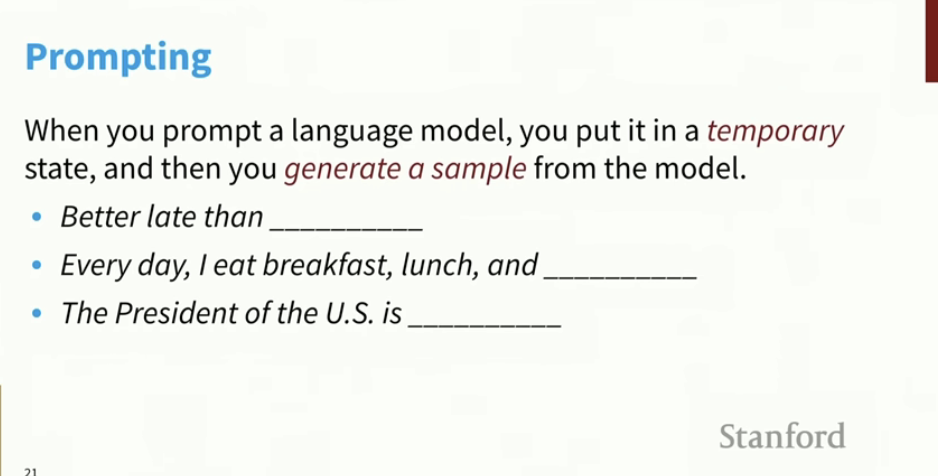 Prompting
When you prompt a language model, you put it in a temporary
state, and then you generate a sample from the model.
• Better late than __________
• Every day, I eat breakfast, lunch, and __________
• The President of the U.S. is __________
Stanford
21